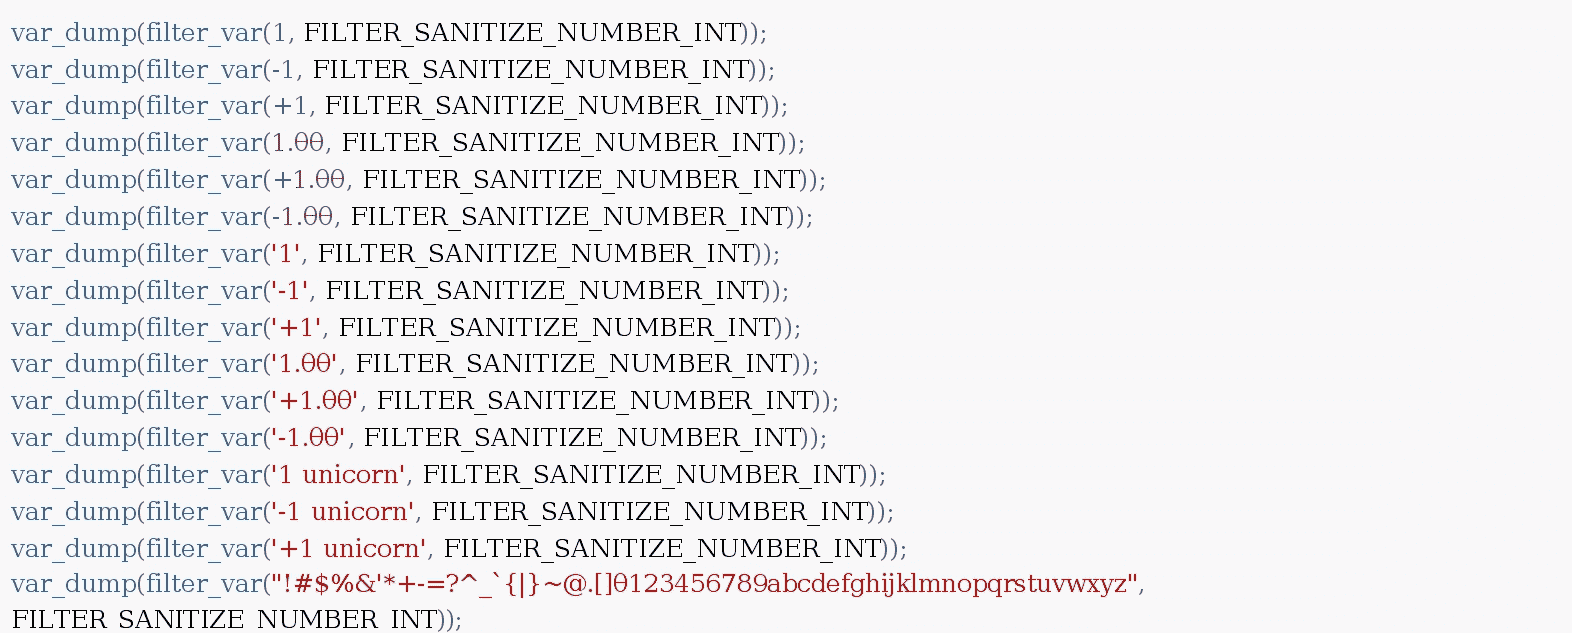 var_dump(filter_var(1, FILTER_SANITIZE_NUMBER_INT));
var_dump(filter_var(-1, FILTER_SANITIZE_NUMBER_INT));
var_dump(filter_var(+1, FILTER_SANITIZE_NUMBER_INT));
var_dump(filter_var(1.00, FILTER_SANITIZE_NUMBER_INT));
var_dump(filter_var(+1.00, FILTER_SANITIZE_NUMBER_INT));
var_dump(filter_var(-1.00, FILTER_SANITIZE_NUMBER_INT));
var_dump(filter_var('1', FILTER_SANITIZE_NUMBER_INT));
var_dump(filter_var('-1', FILTER_SANITIZE_NUMBER_INT));
var_dump(filter_var('+1', FILTER_SANITIZE_NUMBER_INT));
var_dump(filter_var('1.00', FILTER_SANITIZE_NUMBER_INT));
var_dump(filter_var('+1.00', FILTER_SANITIZE_NUMBER_INT));
var_dump(filter_var('-1.00', FILTER_SANITIZE_NUMBER_INT));
var_dump(filter_var('1 unicorn', FILTER_SANITIZE_NUMBER_INT));
var_dump(filter_var('-1 unicorn', FILTER_SANITIZE_NUMBER_INT));
var_dump(filter_var('+1 unicorn', FILTER_SANITIZE_NUMBER_INT));
var_dump(filter_var("!#$%&'*+-=?^_`{|}~@.[]0123456789abcdefghijklmnopqrstuvwxyz",
FILTER_SANITIZE_NUMBER_INT));